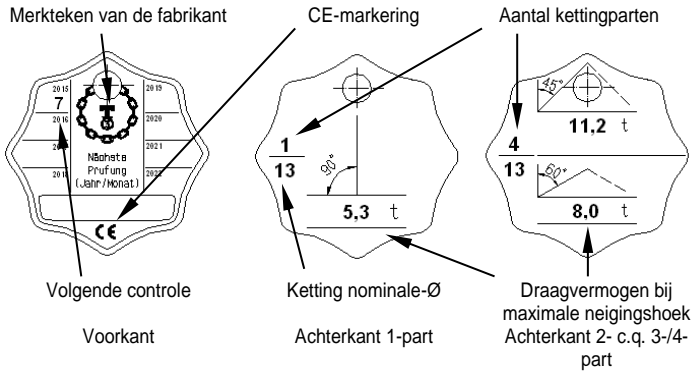 Merkteken van de fabrikant
CE-markering
Aantal kettingparten
2015
7
2016
2018
2019
2020
2021
2022
Nächste
Prufung
(Jahr/Monat)
CE
1
13
90°
5,3 t
4
13
45°
11,2 t
60°
8,0 t
Volgende controle
Ketting nominale-Ø
Draagvermogen bij
maximale neigingshoek
Voorkant
Achterkant 1-part
Achterkant 2- c.q. 3-/4-
part